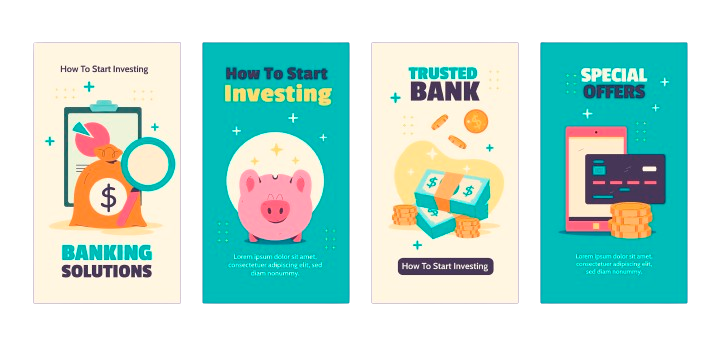 How To Start Investing
$
BANKING
SOLUTIONS
How To Start
Investing
Lorem ipsum dolor sit amet,
consectetuer adipiscing elit, sed
diam nonummy.
TRUSTED
BANK
$
$ $
$
How To Start Investing
SPECIAL
OFFERS
Lorem ipsum dolor sit amet,
consectetuer adipiscing elit,
sed diam nonummy.